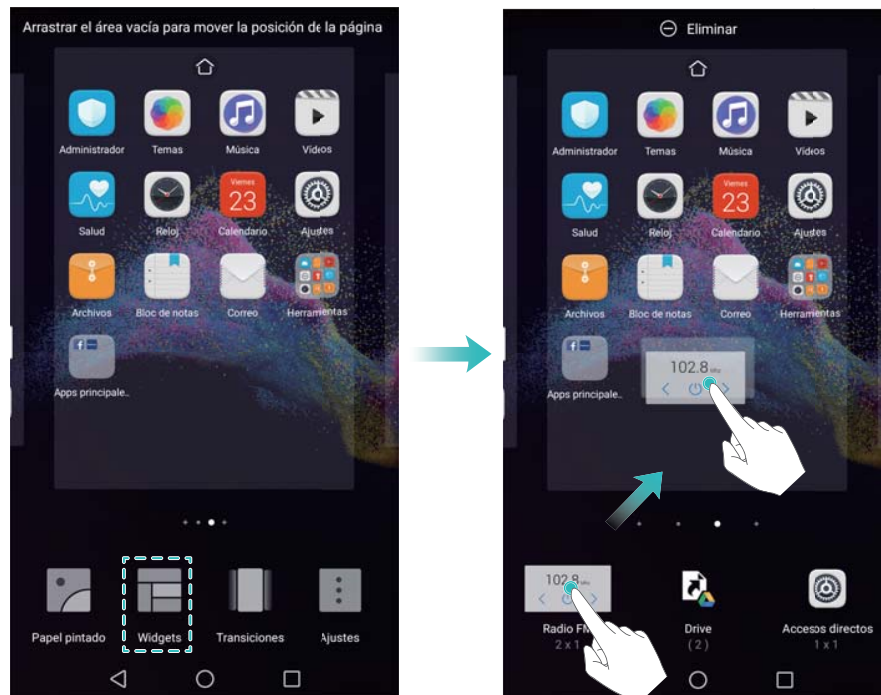 Arrastrar el área vacía para mover la posición de la página
Administrador Temas Música Vídeos
Viernes
23
Salud Reloj Calendario Ajustes
Archivos Bloc de notas Correo Herramientas
Apps principale..
Papel pintado Widgets Transiciones Ajustes
Eliminar
Administrador Temas Música Vídeos
Viernes
23
Salud Reloj Calendario Ajustes
Archivos Bloc de notas Correo Herramientas
102.8
Apps principale..
102.8
Radio FM Drive Accesos directos
2 x 1 (2) 1 x 1